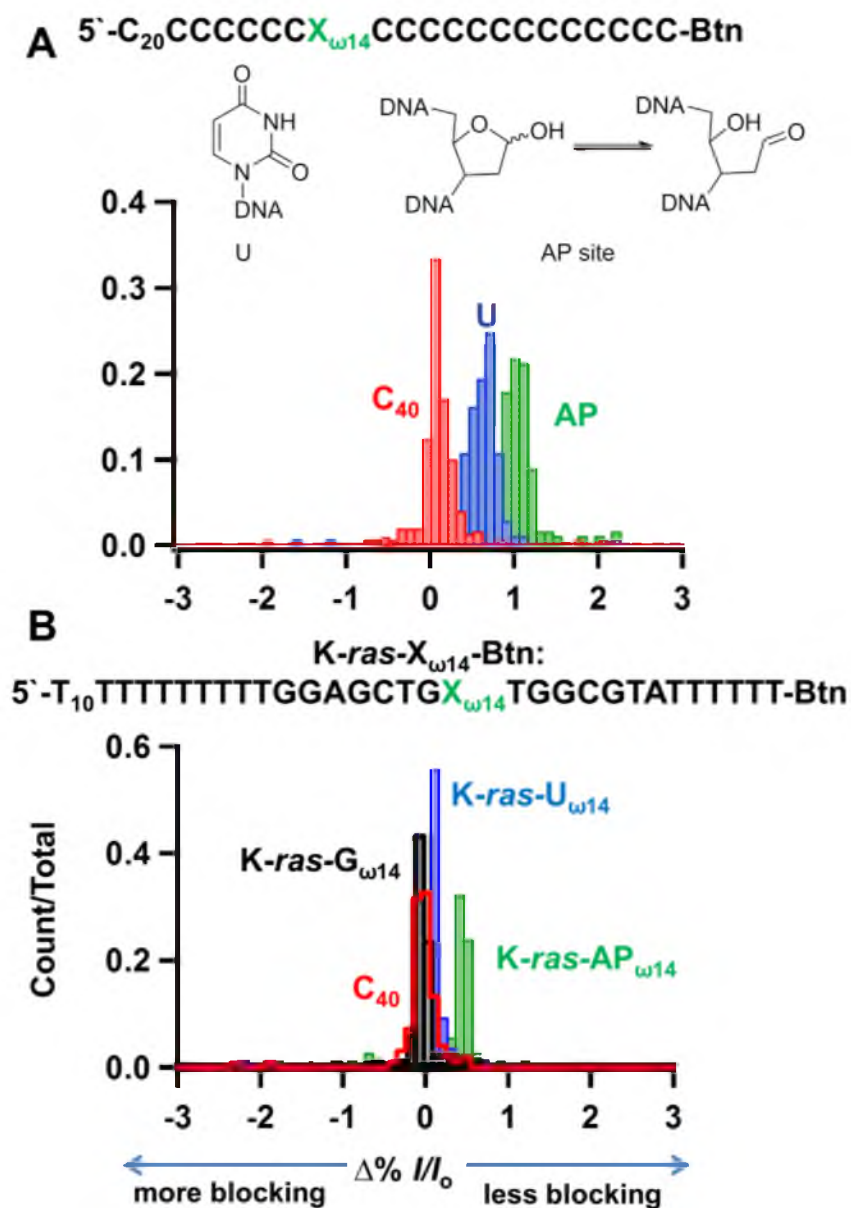 A 5`-C₂₀CCCCCCXω14CCCCCCCCCCCCC-Btn
O
NH
N
O
DNA
U
DNA
O
OH
DNA
DNA
OH
O
DNA
AP site
0.4
0.3
0.2
0.1
0.0
C₄₀
U
AP
-3 -2 -1 0 1 2 3
B
K-ras-Xω14-Btn:
5`-T₁₀TTTTTTTTTGGAGCTGXω14TGGCGTATTTTTT-Btn
Count/Total
0.6
0.4
0.2
0.0
K-ras-Uω14
K-ras-Gω14
K-ras-APω14
C₄₀
-3 -2 -1 0 1 2 3
Δ% I/Iₒ
more blocking less blocking